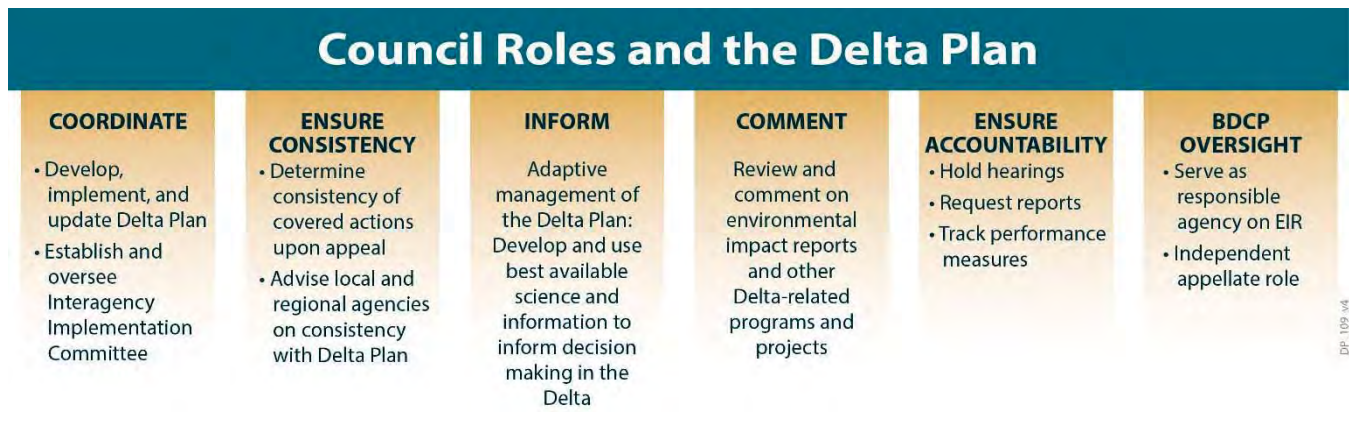 Council Roles and the Delta Plan
COORDINATE
• Develop,
implement, and
update Delta Plan
• Establish and
oversee
Interagency
Implementation
Committee
ENSURE
CONSISTENCY
• Determine
consistency of
covered actions
upon appeal
• Advise local and
regional agencies
on consistency
with Delta Plan
INFORM
Adaptive
management of
the Delta Plan:
Develop and use
best available
science and
information to
inform decision
making in the
Delta
COMMENT
Review and
comment on
environmental
impact reports
and other
Delta-related
programs and
projects
ENSURE
ACCOUNTABILITY
• Hold hearings
• Request reports
• Track performance
measures
BDCP
OVERSIGHT
• Serve as
responsible
agency on EIR
• Independent
appellate role
DP_109_v4